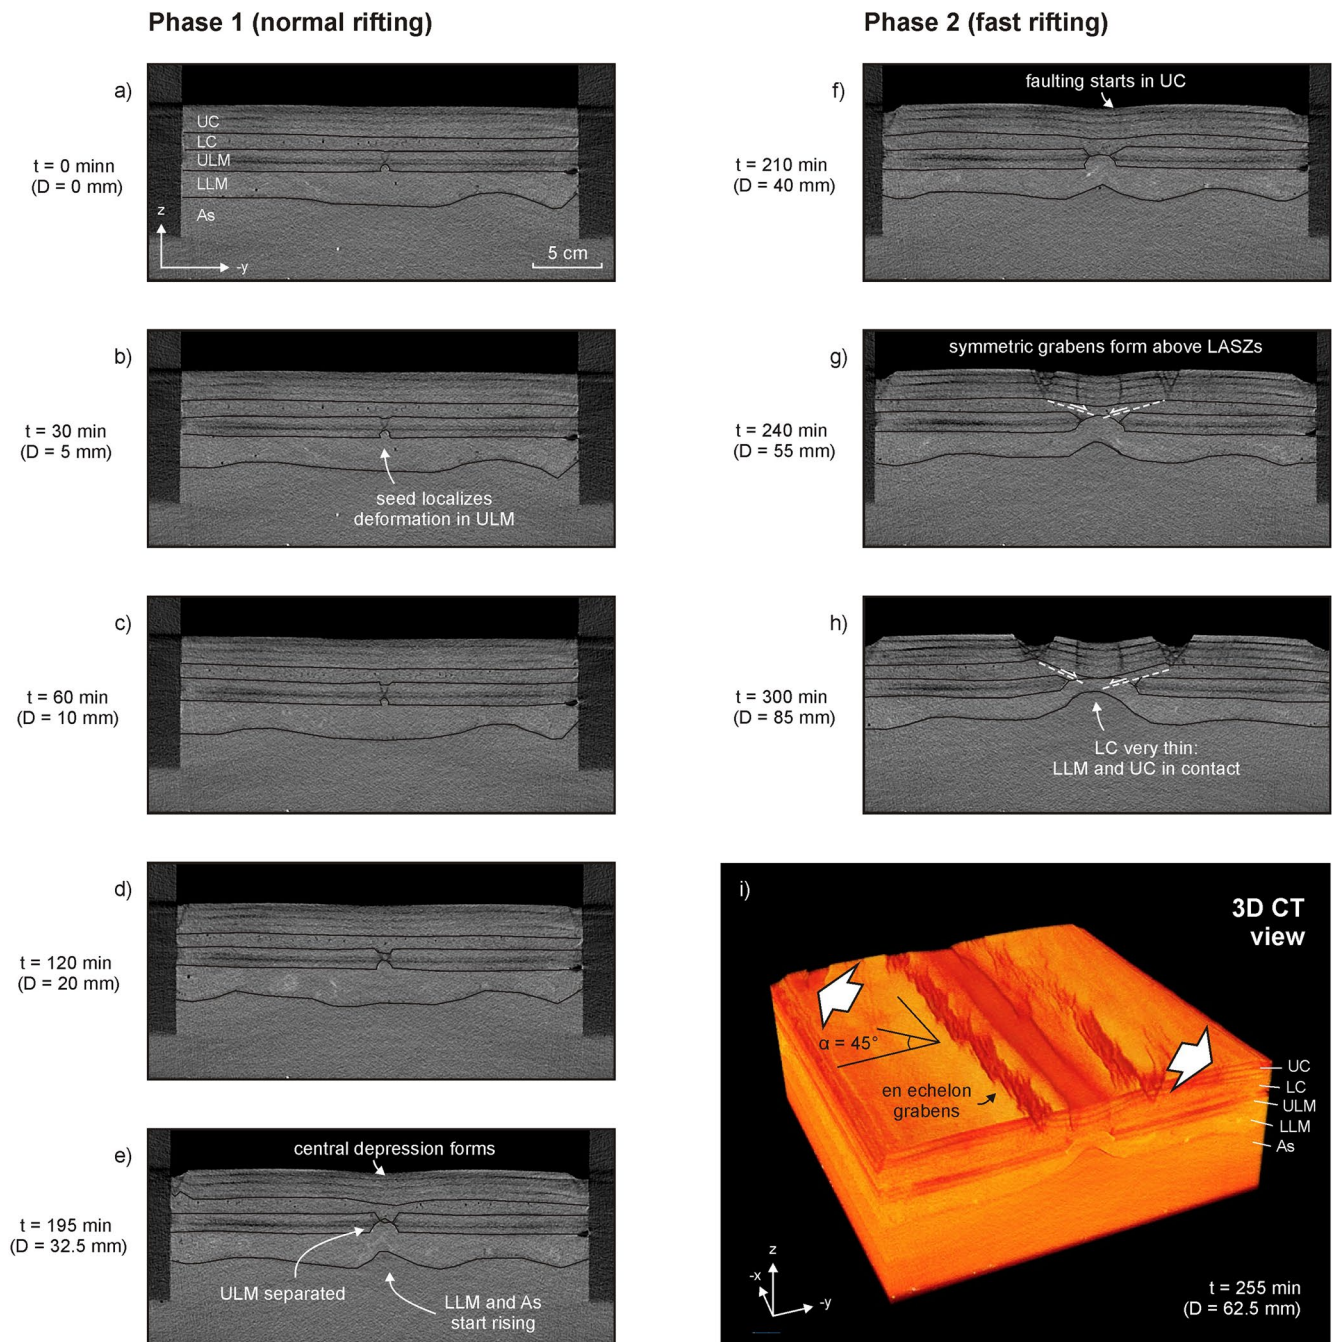 Phase 1 (normal rifting)
a)
t = 0 minn
(D = 0 mm)
UC
LC
ULM
LLM
As
z
-y
5 cm
b)
t = 30 min
(D = 5 mm)
seed localizes
deformation in ULM
c)
t = 60 min
(D = 10 mm)
d)
t = 120 min
(D = 20 mm)
e)
t = 195 min
(D = 32.5 mm)
central depression forms
ULM separated
LLM and As
start rising
Phase 2 (fast rifting)
f)
t = 210 min
(D = 40 mm)
faulting starts in UC
g)
t = 240 min
(D = 55 mm)
symmetric grabens form above LASZs
h)
t = 300 min
(D = 85 mm)
LC very thin:
LLM and UC in contact
i)
3D CT
view
α = 45°
en echelon
grabens
UC
LC
ULM
LLM
As
z
-x
-y
t = 255 min
(D = 62.5 mm)